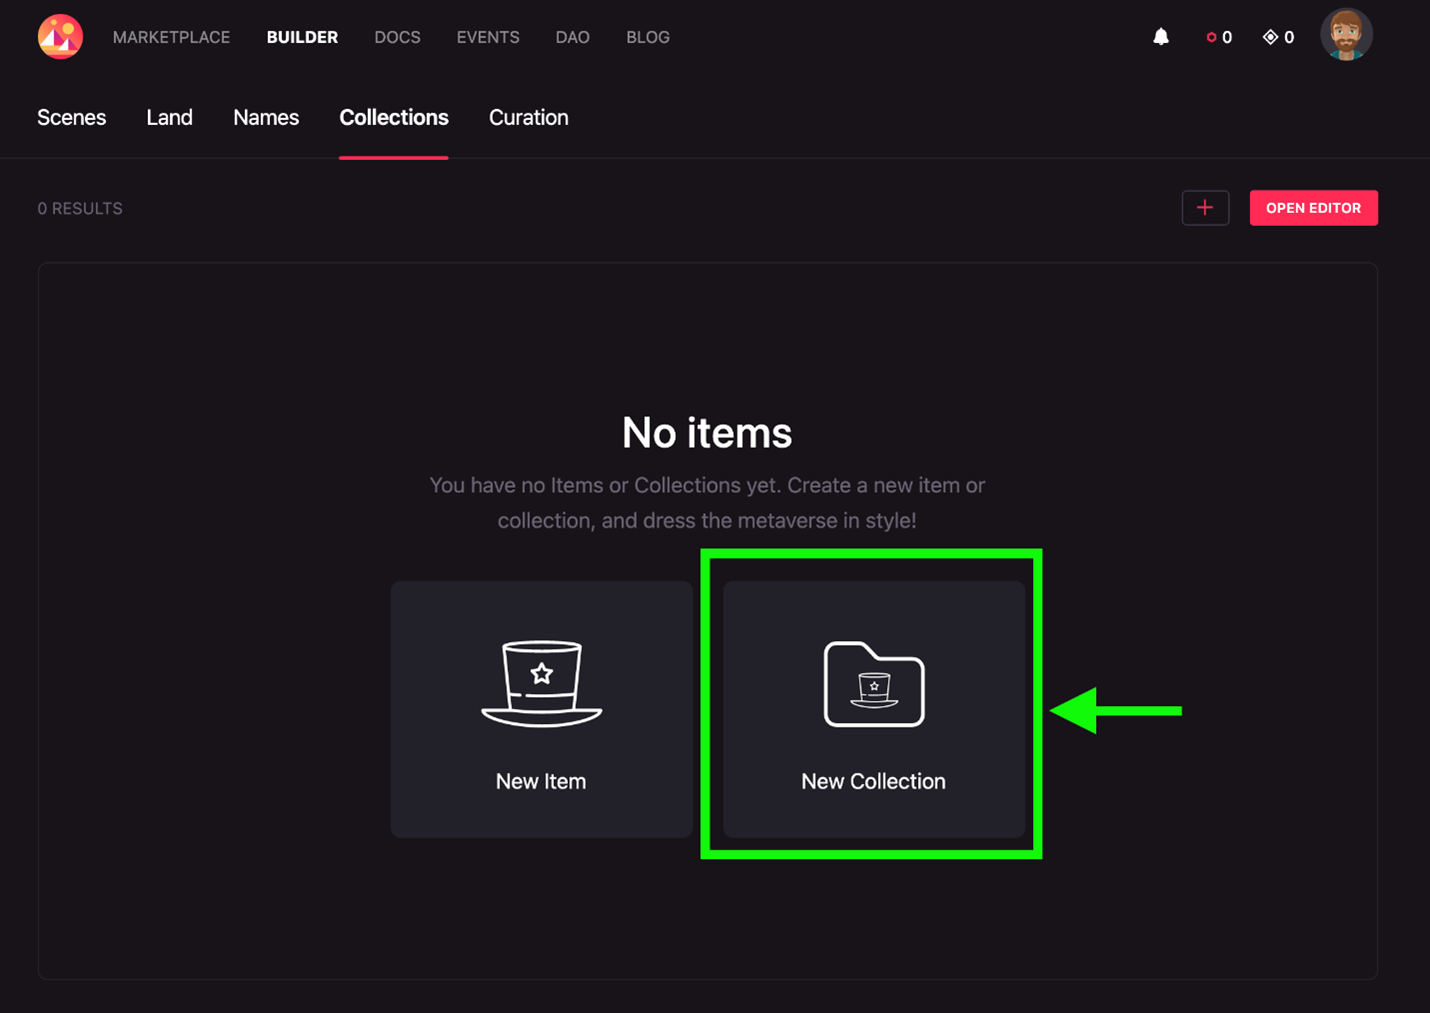 MARKETPLACE BUILDER DOCS EVENTS DAO BLOG 0 0
Scenes Land Names Collections Curation
0 RESULTS + OPEN EDITOR
No items
You have no Items or Collections yet. Create a new item or
collection, and dress the metaverse in style!
New Item New Collection